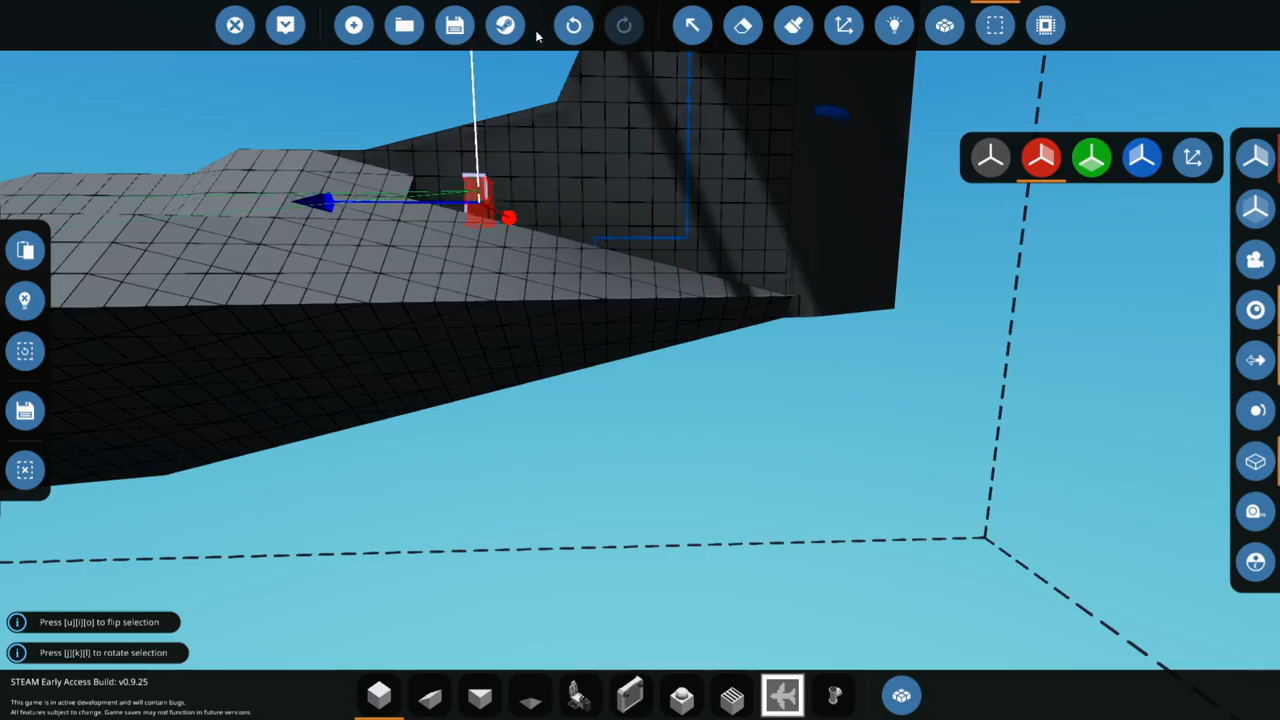 Press [u][i][o] to flip selection
Press [j][k][l] to rotate selection
STEAM Early Access Build: v0.9.25
This game is in active development and will contain bugs.
All features subject to change. Game saves may not function in future versions.